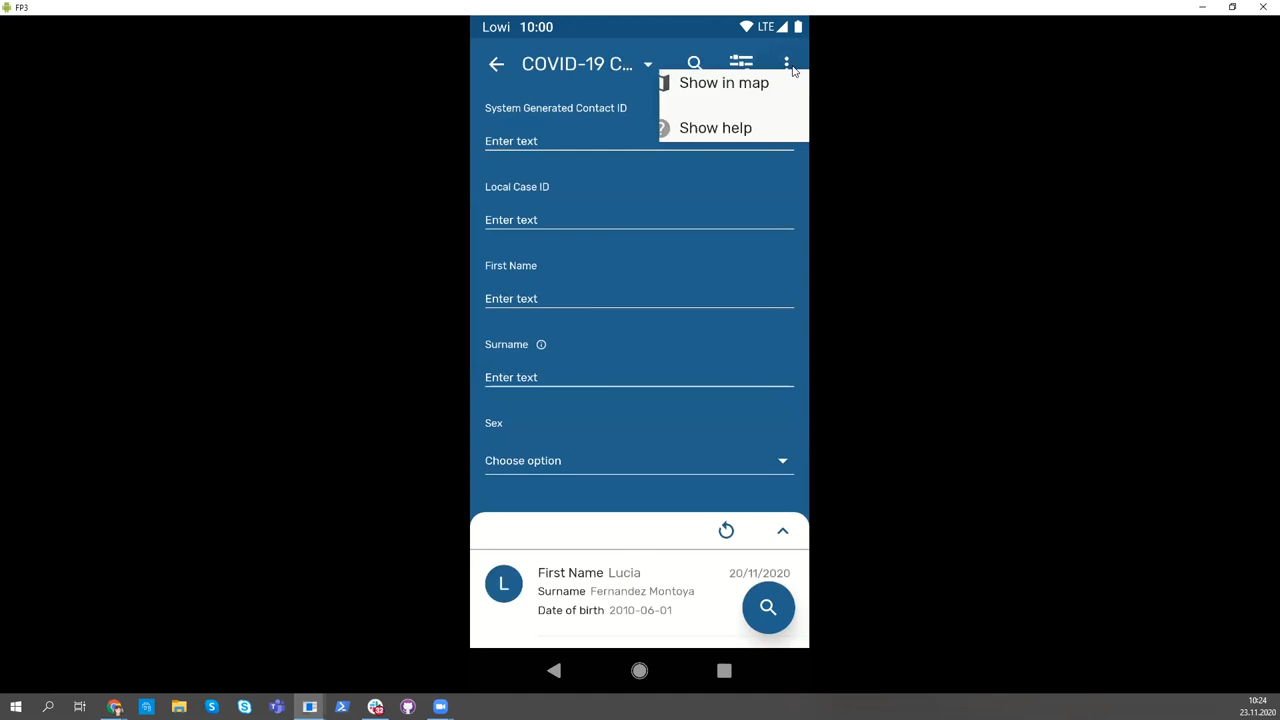 FP3
Lowi 10:00 LTE
COVID-19 C...
Show in map
Show help
System Generated Contact ID
Enter text
Local Case ID
Enter text
First Name
Enter text
Surname
Enter text
Sex
Choose option
L
First Name Lucia 20/11/2020
Surname Fernandez Montoya
Date of birth 2010-06-01
10:24
23.11.2020